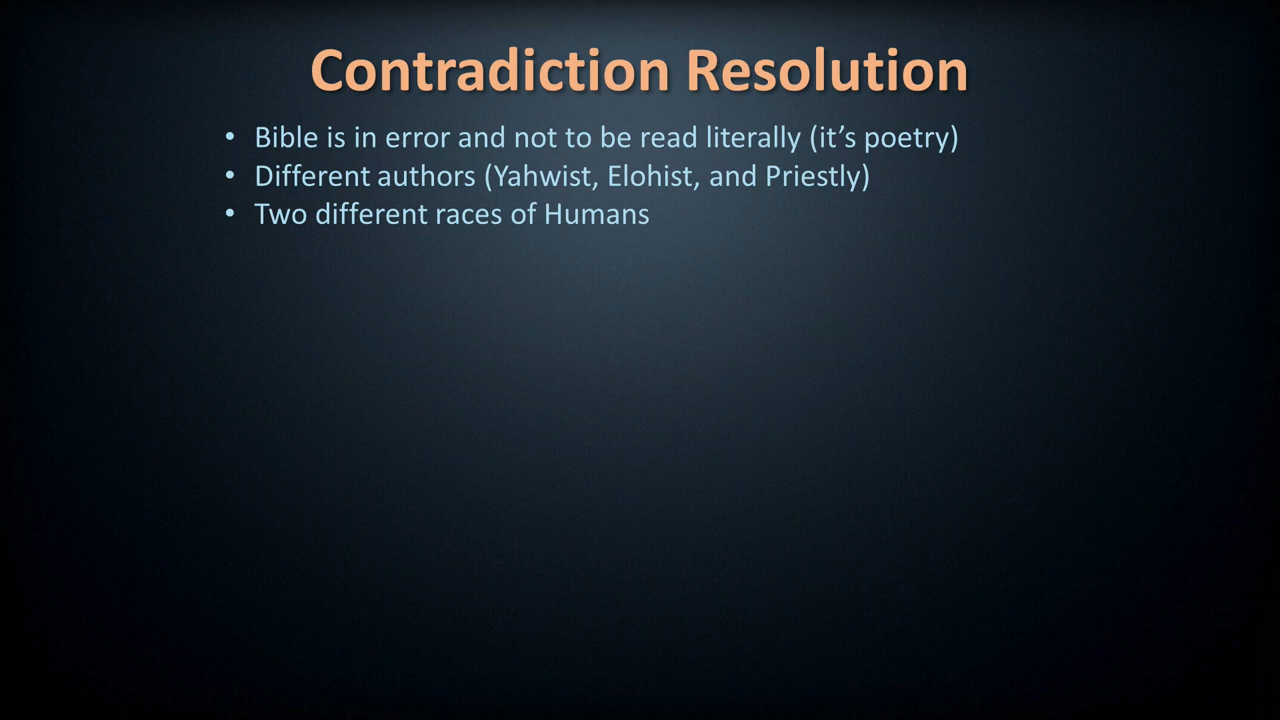 Contradiction Resolution
• Bible is in error and not to be read literally (it’s poetry)
• Different authors (Yahwist, Elohist, and Priestly)
• Two different races of Humans